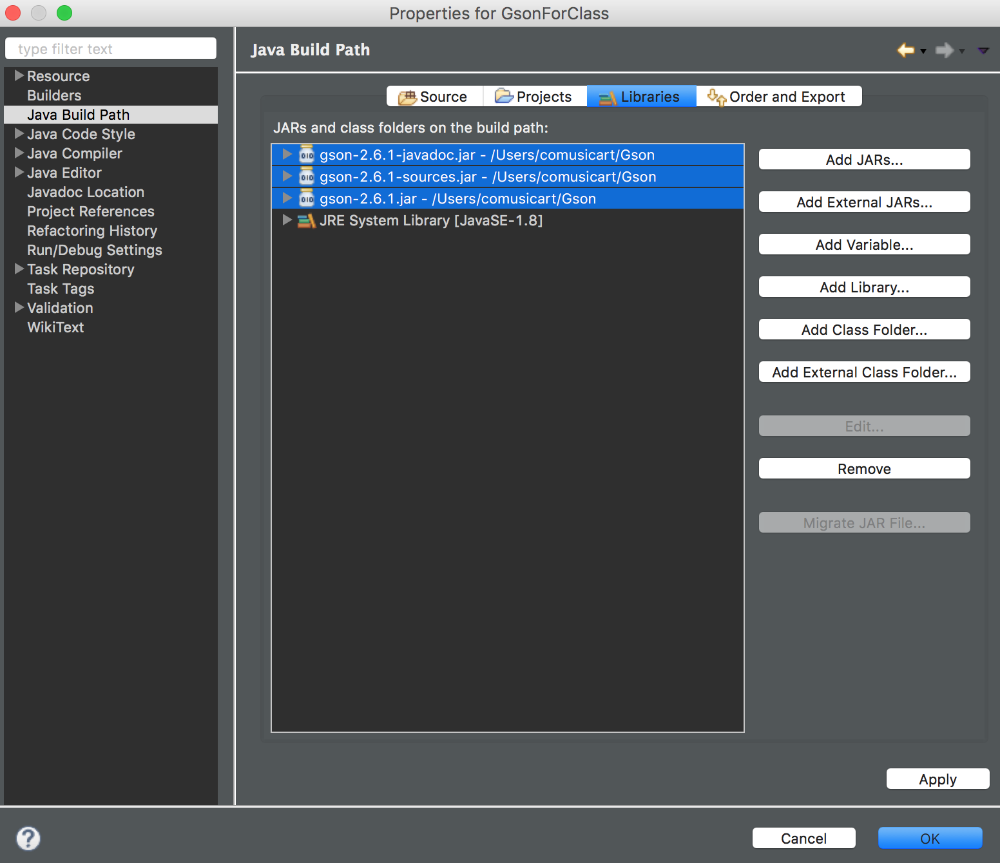 Properties for GsonForClass
type filter text
Resource
Builders
Java Build Path
Java Code Style
Java Compiler
Java Editor
Javadoc Location
Project References
Refactoring History
Run/Debug Settings
Task Repository
Task Tags
Validation
WikiText
Java Build Path
Source
Projects
Libraries
Order and Export
JARs and class folders on the build path:
gson-2.6.1-javadoc.jar - /Users/comusicart/Gson
gson-2.6.1-sources.jar - /Users/comusicart/Gson
gson-2.6.1.jar - /Users/comusicart/Gson
JRE System Library [JavaSE-1.8]
Add JARs...
Add External JARs...
Add Variable...
Add Library...
Add Class Folder...
Add External Class Folder...
Edit...
Remove
Migrate JAR File...
Apply
?
Cancel
OK